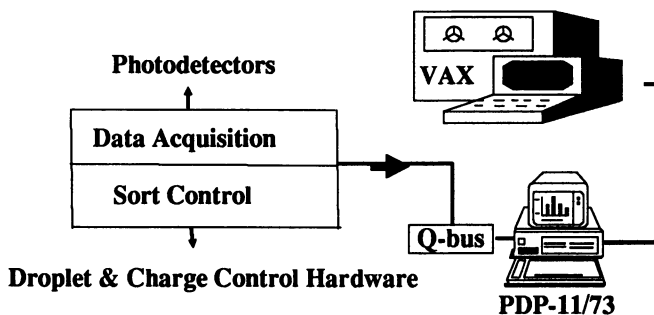 Photodetectors
VAX
Data Acquisition
Sort Control
Q-bus
Droplet & Charge Control Hardware
PDP-11/73